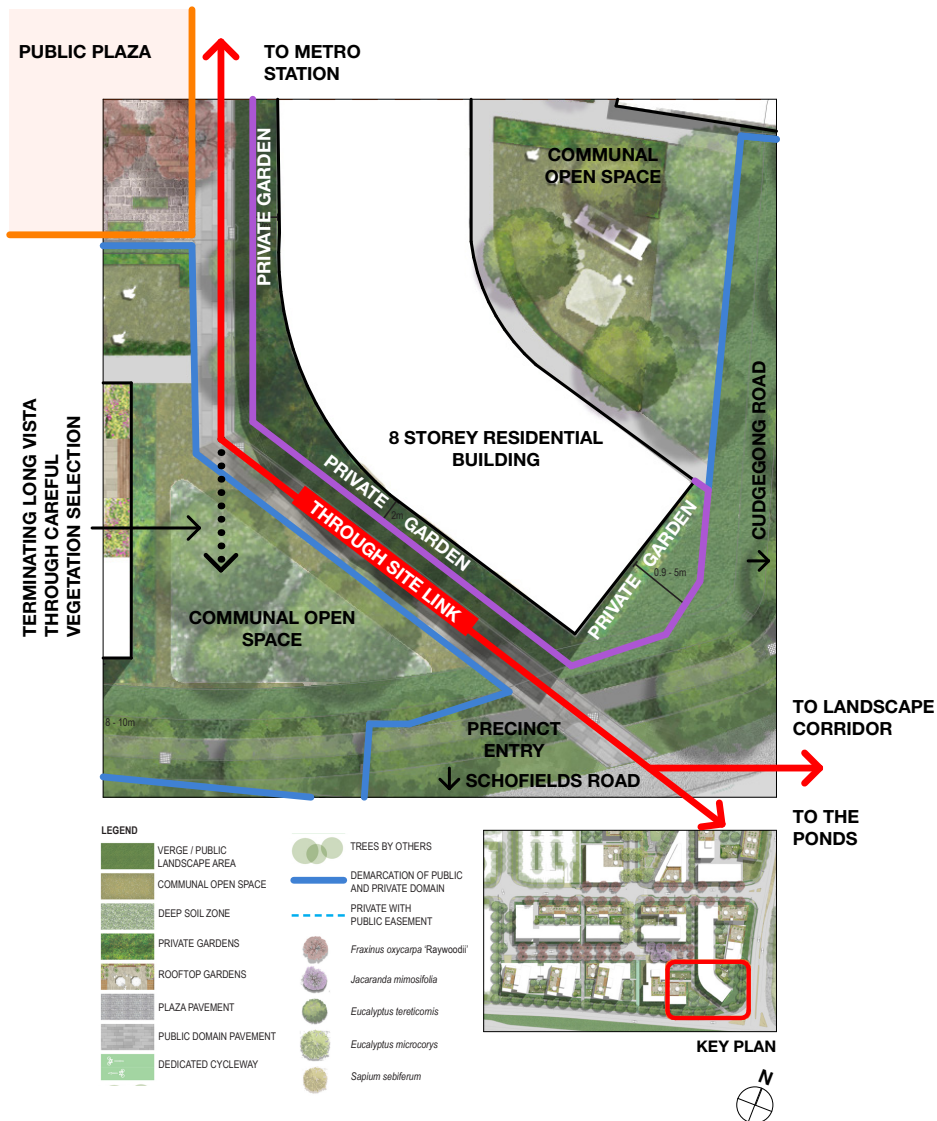 PUBLIC PLAZA
TO METRO
STATION
PRIVATE GARDEN
COMMUNAL
OPEN SPACE
TERMINATING LONG VISTA
THROUGH CAREFUL
VEGETATION SELECTION
8 STOREY RESIDENTIAL
BUILDING
CUDGEGONG ROAD
PRIVATE GARDEN
2m
THROUGH SITE LINK
PRIVATE GARDEN
0.9 - 5m
COMMUNAL OPEN
SPACE
8 - 10m
PRECINCT
ENTRY
SCHOFIELDS ROAD
TO LANDSCAPE
CORRIDOR
TO THE
PONDS
LEGEND
VERGE / PUBLIC
LANDSCAPE AREA
COMMUNAL OPEN SPACE
DEEP SOIL ZONE
PRIVATE GARDENS
ROOFTOP GARDENS
PLAZA PAVEMENT
PUBLIC DOMAIN PAVEMENT
DEDICATED CYCLEWAY
TREES BY OTHERS
DEMARCATION OF PUBLIC
AND PRIVATE DOMAIN
PRIVATE WITH
PUBLIC EASEMENT
Fraxinus oxycarpa 'Raywoodii'
Jacaranda mimosifolia
Eucalyptus tereticornis
Eucalyptus microcorys
Sapium sebiferum
KEY PLAN
N